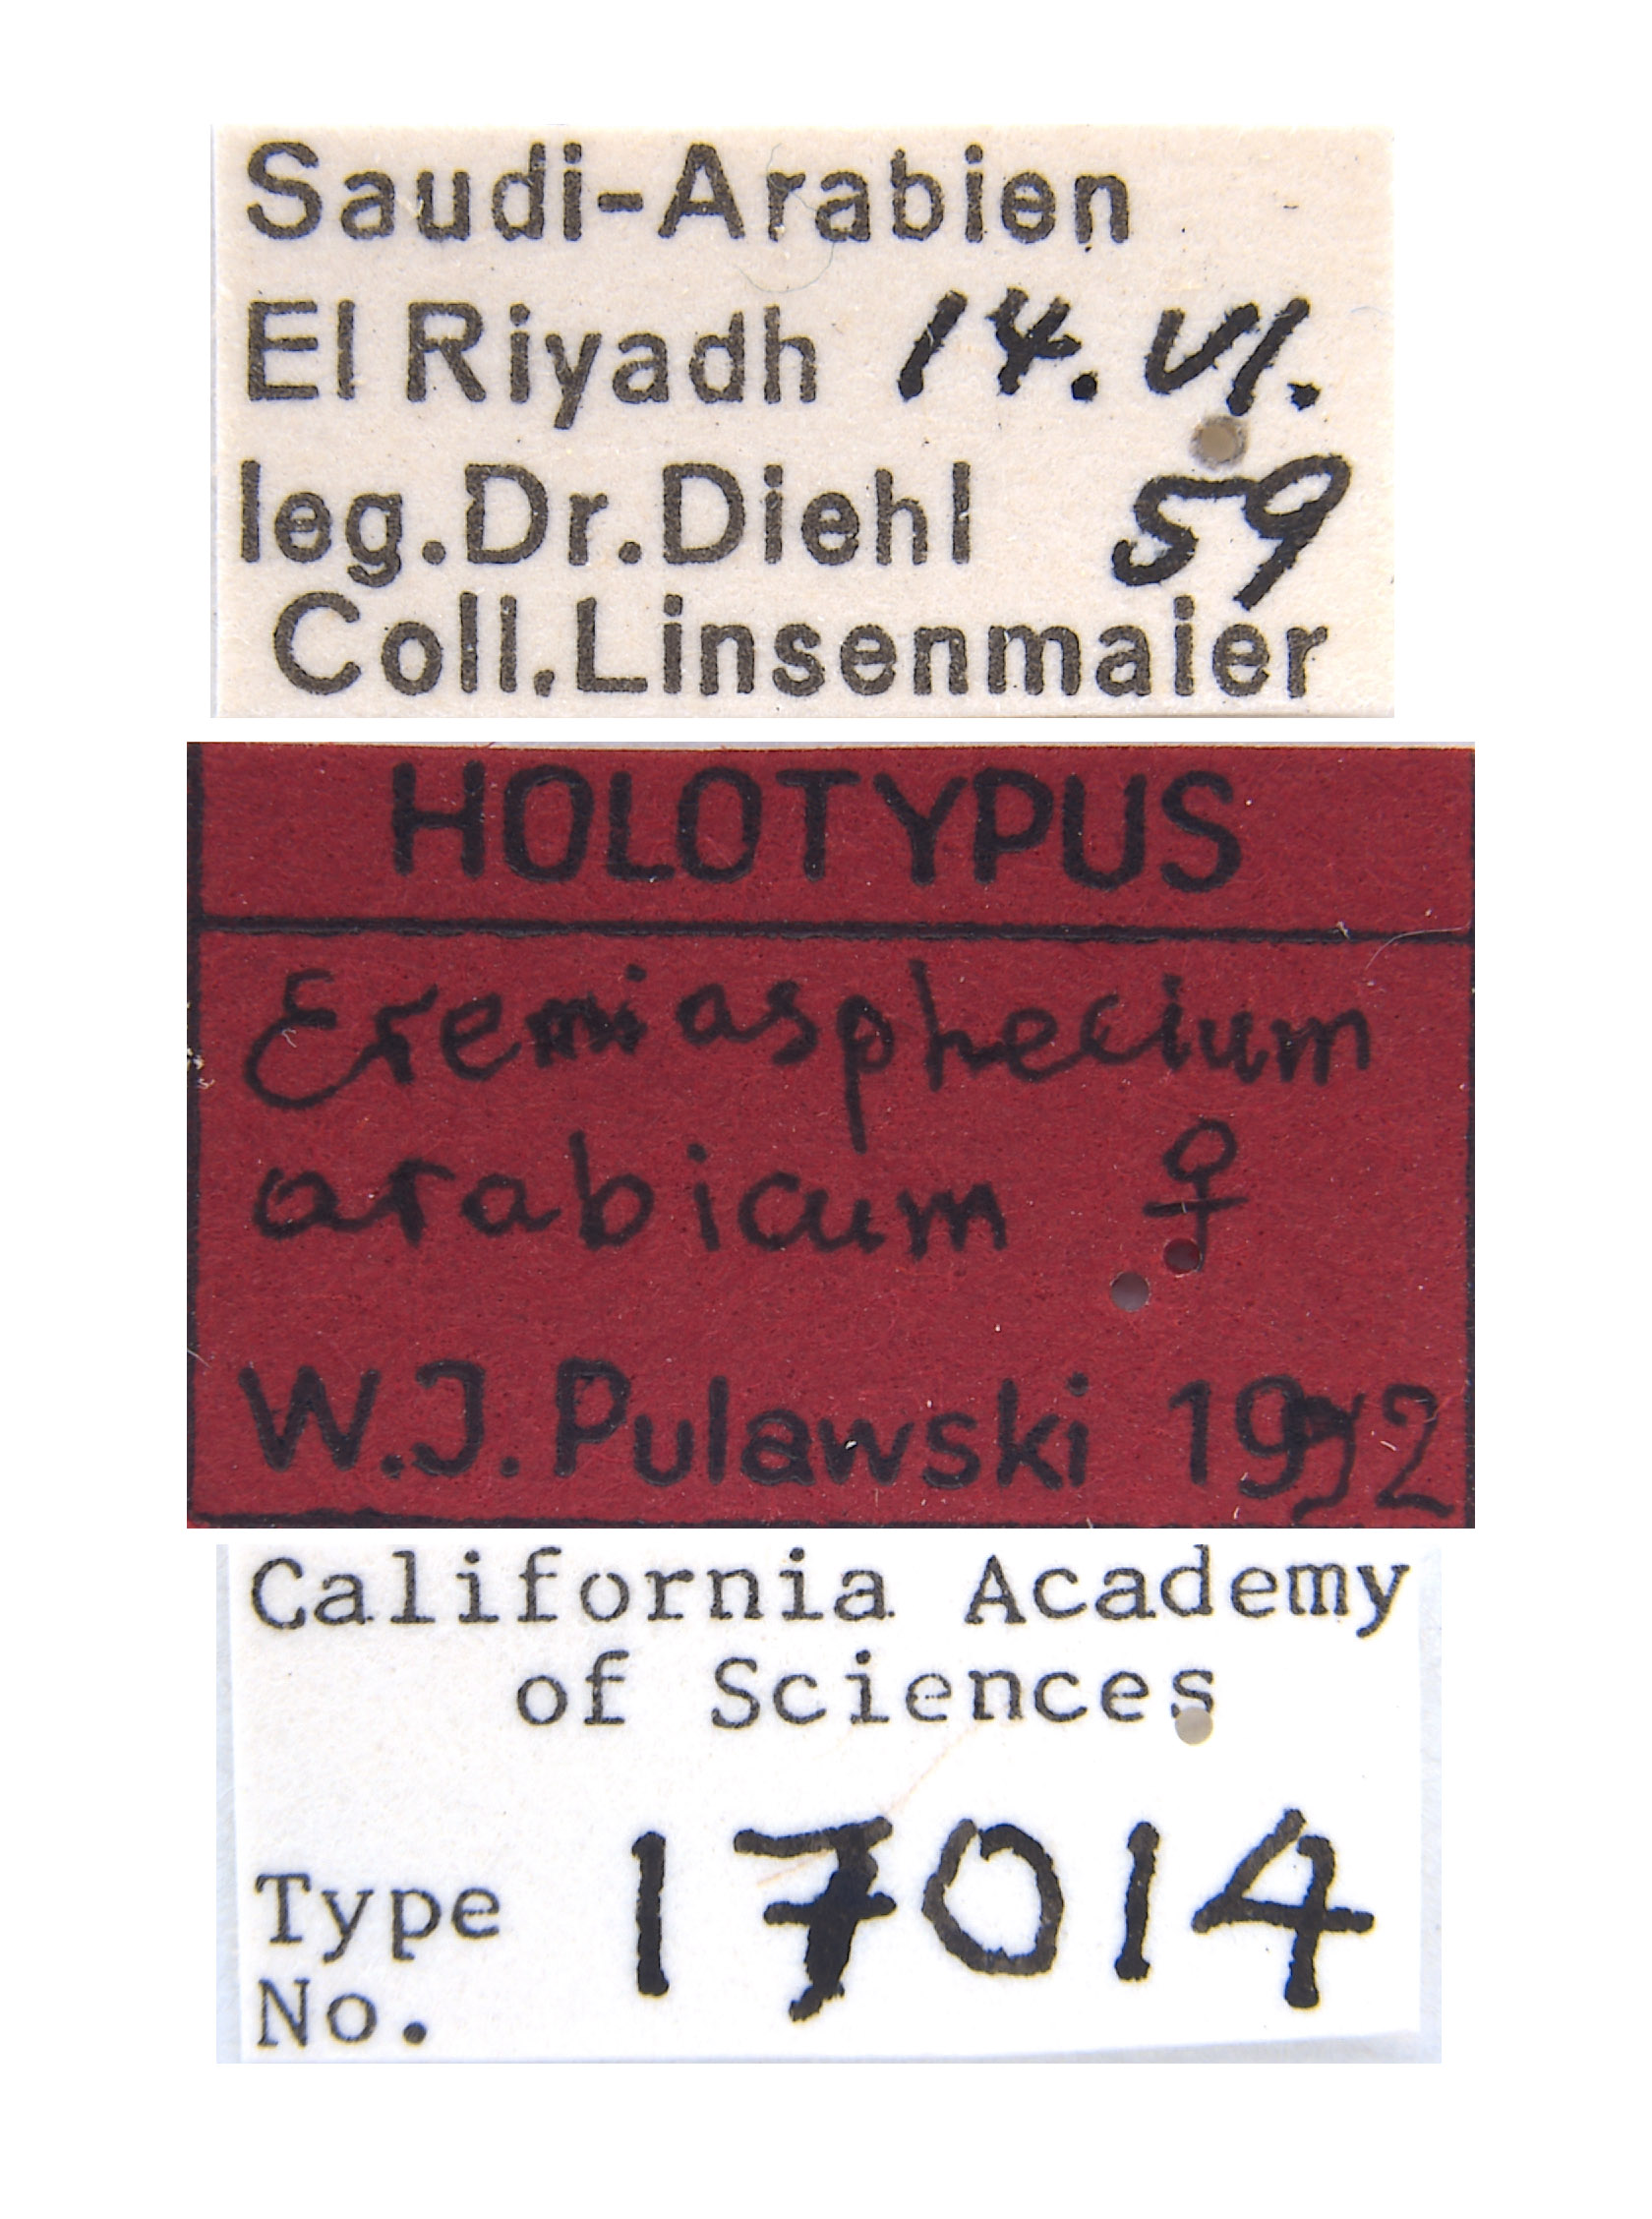 Saudi-Arabien
El Riyadh 14.VI.
leg.Dr.Diehl 59
Coll.Linsenmaier
HOLOTYPUS
Eremiasphecium
arabicum ♀
W.J.Pulawski 1992
California Academy
of Sciences
Type 17014
No.